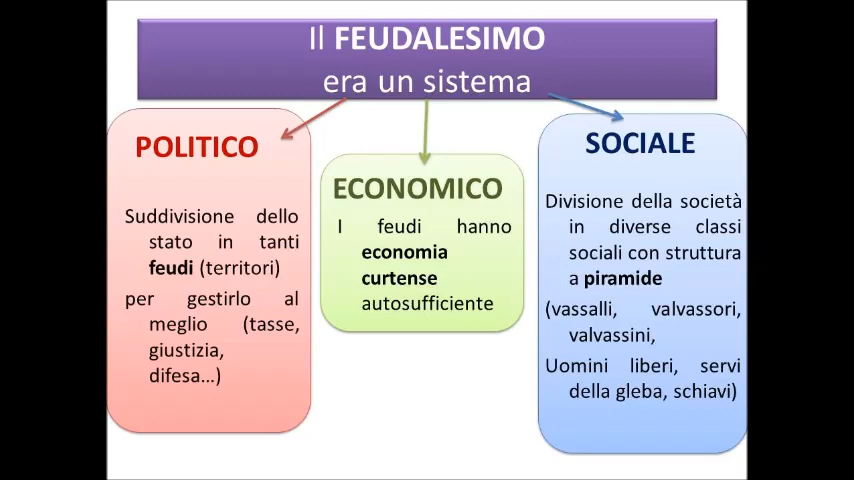 Il FEUDALESIMO
era un sistema
POLITICO
Suddivisione dello
stato in tanti
feudi (territori)
per gestirlo al
meglio (tasse,
giustizia,
difesa...)
ECONOMICO
I feudi hanno
economia
curtense
autosufficiente
SOCIALE
Divisione della società
in diverse classi
sociali con struttura
a piramide
(vassalli, valvassori,
valvassini,
Uomini liberi, servi
della gleba, schiavi)